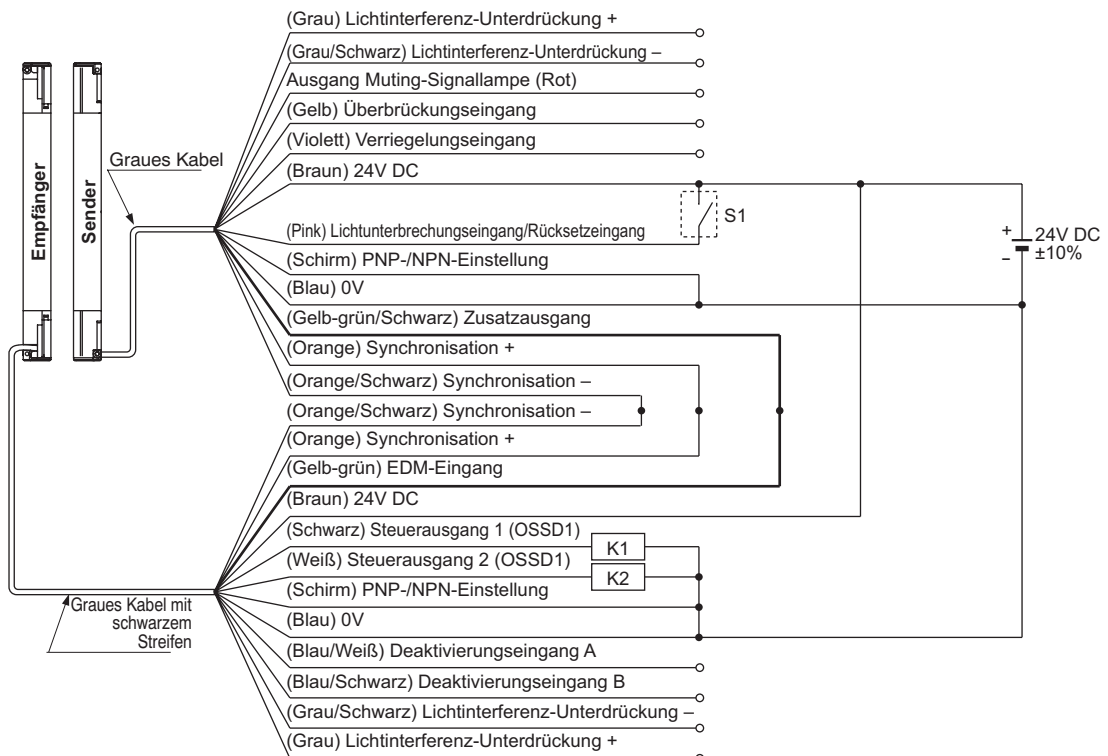 (Grau) Lichtinterferenz-Unterdrückung +
(Grau/Schwarz) Lichtinterferenz-Unterdrückung –
Ausgang Muting-Signallampe (Rot)
(Gelb) Überbrückungseingang
(Violett) Verriegelungseingang
(Braun) 24V DC
Graues Kabel
Empfänger
Sender
S1
(Pink) Lichtunterbrechungseingang/Rücksetzeingang
+
24V DC
–
±10%
(Schirm) PNP-/NPN-Einstellung
(Blau) 0V
(Gelb-grün/Schwarz) Zusatzausgang
(Orange) Synchronisation +
(Orange/Schwarz) Synchronisation –
(Orange/Schwarz) Synchronisation –
(Orange) Synchronisation +
(Gelb-grün) EDM-Eingang
(Braun) 24V DC
(Schwarz) Steuerausgang 1 (OSSD1)
K1
(Weiß) Steuerausgang 2 (OSSD1)
K2
(Schirm) PNP-/NPN-Einstellung
Graues Kabel mit
schwarzem
Streifen
(Blau) 0V
(Blau/Weiß) Deaktivierungseingang A
(Blau/Schwarz) Deaktivierungseingang B
(Grau/Schwarz) Lichtinterferenz-Unterdrückung –
(Grau) Lichtinterferenz-Unterdrückung +